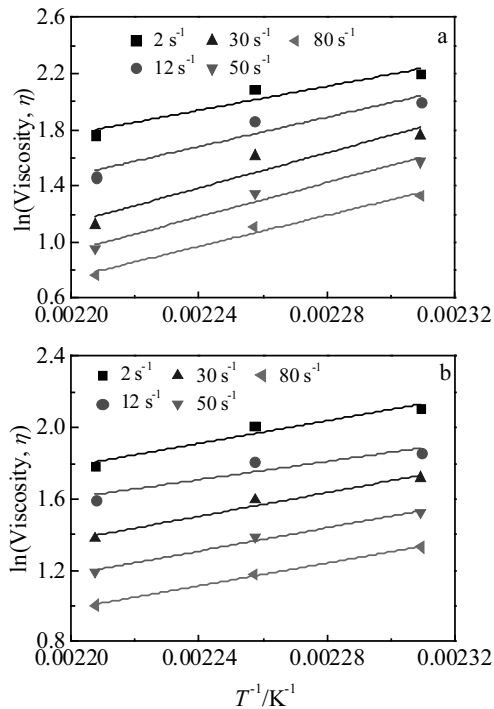 a
2 s⁻¹ 30 s⁻¹ 80 s⁻¹
12 s⁻¹ 50 s⁻¹
ln(Viscosity, η)
2.6
2.2
1.8
1.4
1.0
0.6
0.00220 0.00224 0.00228 0.00232
b
2 s⁻¹ 30 s⁻¹ 80 s⁻¹
12 s⁻¹ 50 s⁻¹
ln(Viscosity, η)
2.4
2.0
1.6
1.2
0.8
0.00220 0.00224 0.00228 0.00232
T⁻¹/K⁻¹